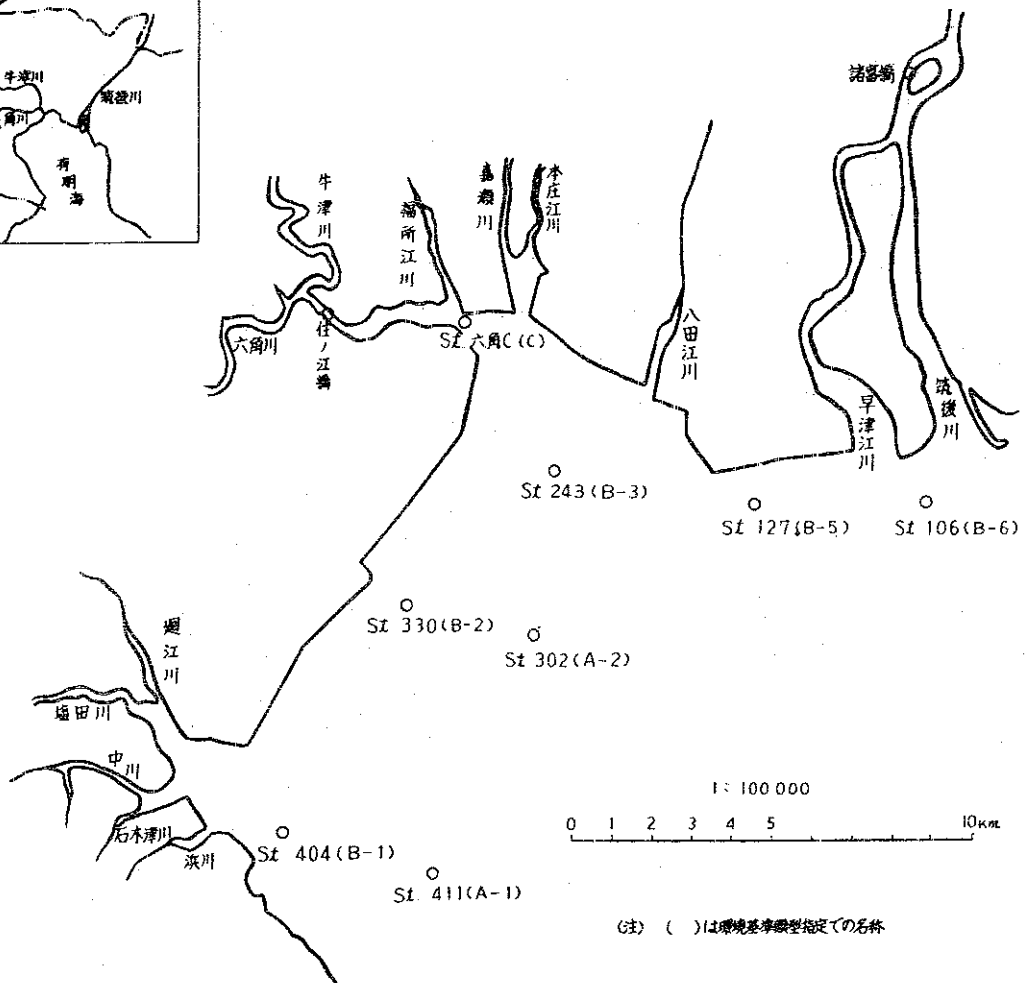 牛津川
筑後川
角川
有明海
諸富橋
牛津川
福所江川
嘉瀬川
本庄江川
六角川
住ノ江橋
St 六角C(C)
八田江川
早津江川
筑後川
St 243(B-3)
St 127(B-5)
St 106(B-6)
St 330(B-2)
St 302(A-2)
廻江川
塩田川
中川
石木津川
浜川
St 404(B-1)
St 411(A-1)
1:100 000
0 1 2 3 4 5 10Km
(注) ( )は環境基準類型指定での名称